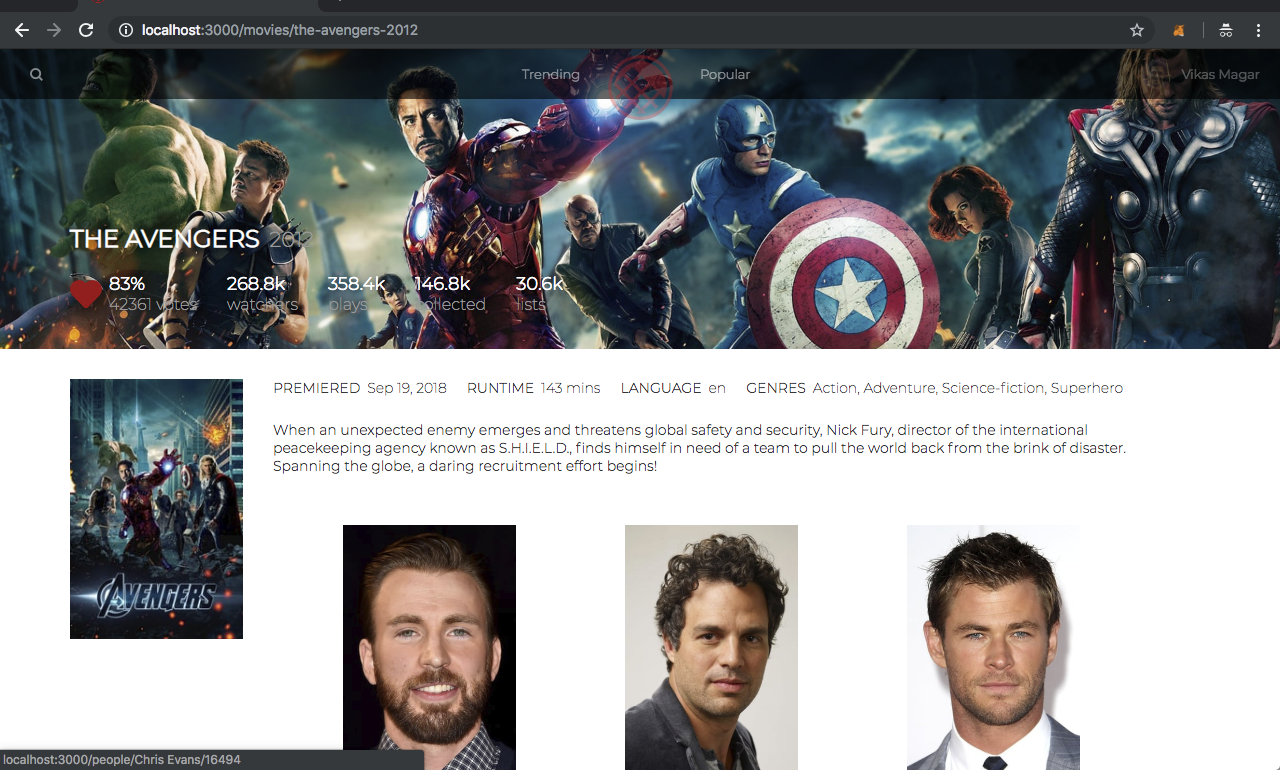 localhost:3000/movies/the-avengers-2012
Trending
Popular
Vikas Magar
THE AVENGERS 2012
83% 268.8k 358.4k 146.8k 30.6k
42361 votes watchers plays collected lists
PREMIERED Sep 19, 2018 RUNTIME 143 mins LANGUAGE en GENRES Action, Adventure, Science-fiction, Superhero
When an unexpected enemy emerges and threatens global safety and security, Nick Fury, director of the international
peacekeeping agency known as S.H.I.E.L.D., finds himself in need of a team to pull the world back from the brink of disaster.
Spanning the globe, a daring recruitment effort begins!
AVENGERS
localhost:3000/people/Chris Evans/16494